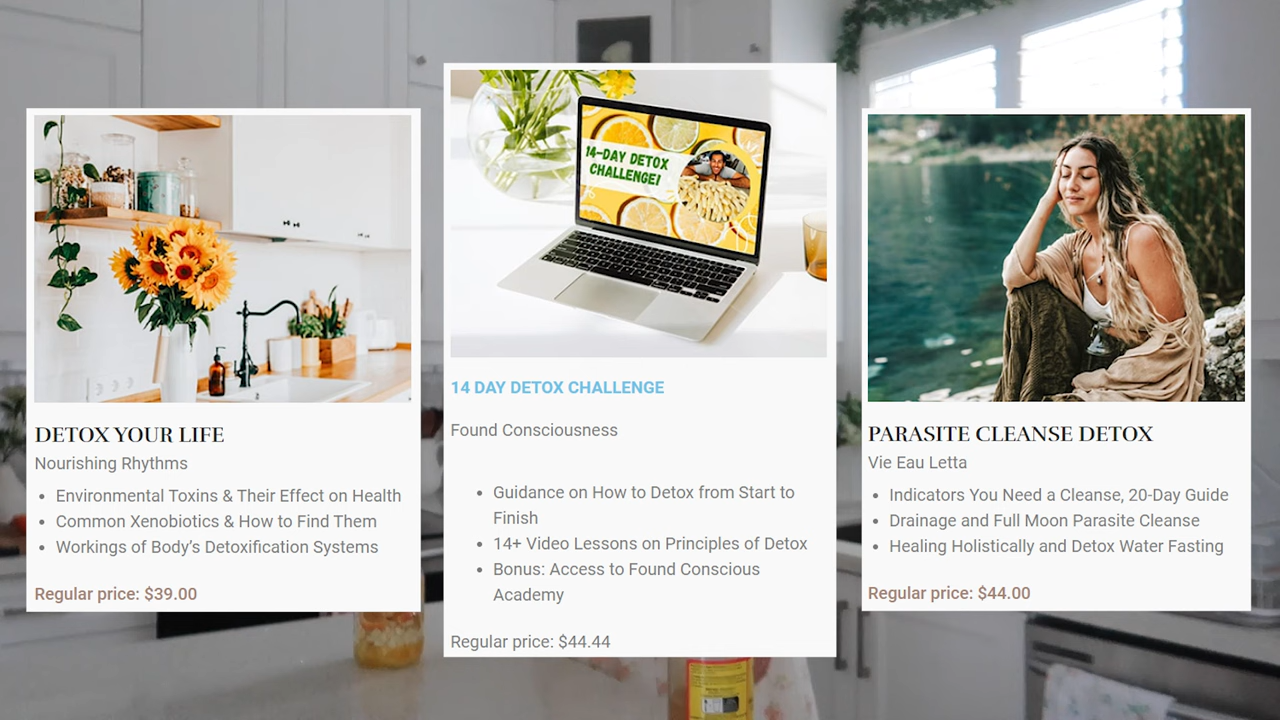 DETOX YOUR LIFE
Nourishing Rhythms
• Environmental Toxins & Their Effect on Health
• Common Xenobiotics & How to Find Them
• Workings of Body’s Detoxification Systems
Regular price: $39.00
14-DAY DETOX
CHALLENGE!
14 DAY DETOX CHALLENGE
Found Consciousness
• Guidance on How to Detox from Start to
Finish
• 14+ Video Lessons on Principles of Detox
• Bonus: Access to Found Conscious
Academy
Regular price: $44.44
PARASITE CLEANSE DETOX
Vie Eau Letta
• Indicators You Need a Cleanse, 20-Day Guide
• Drainage and Full Moon Parasite Cleanse
• Healing Holistically and Detox Water Fasting
Regular price: $44.00